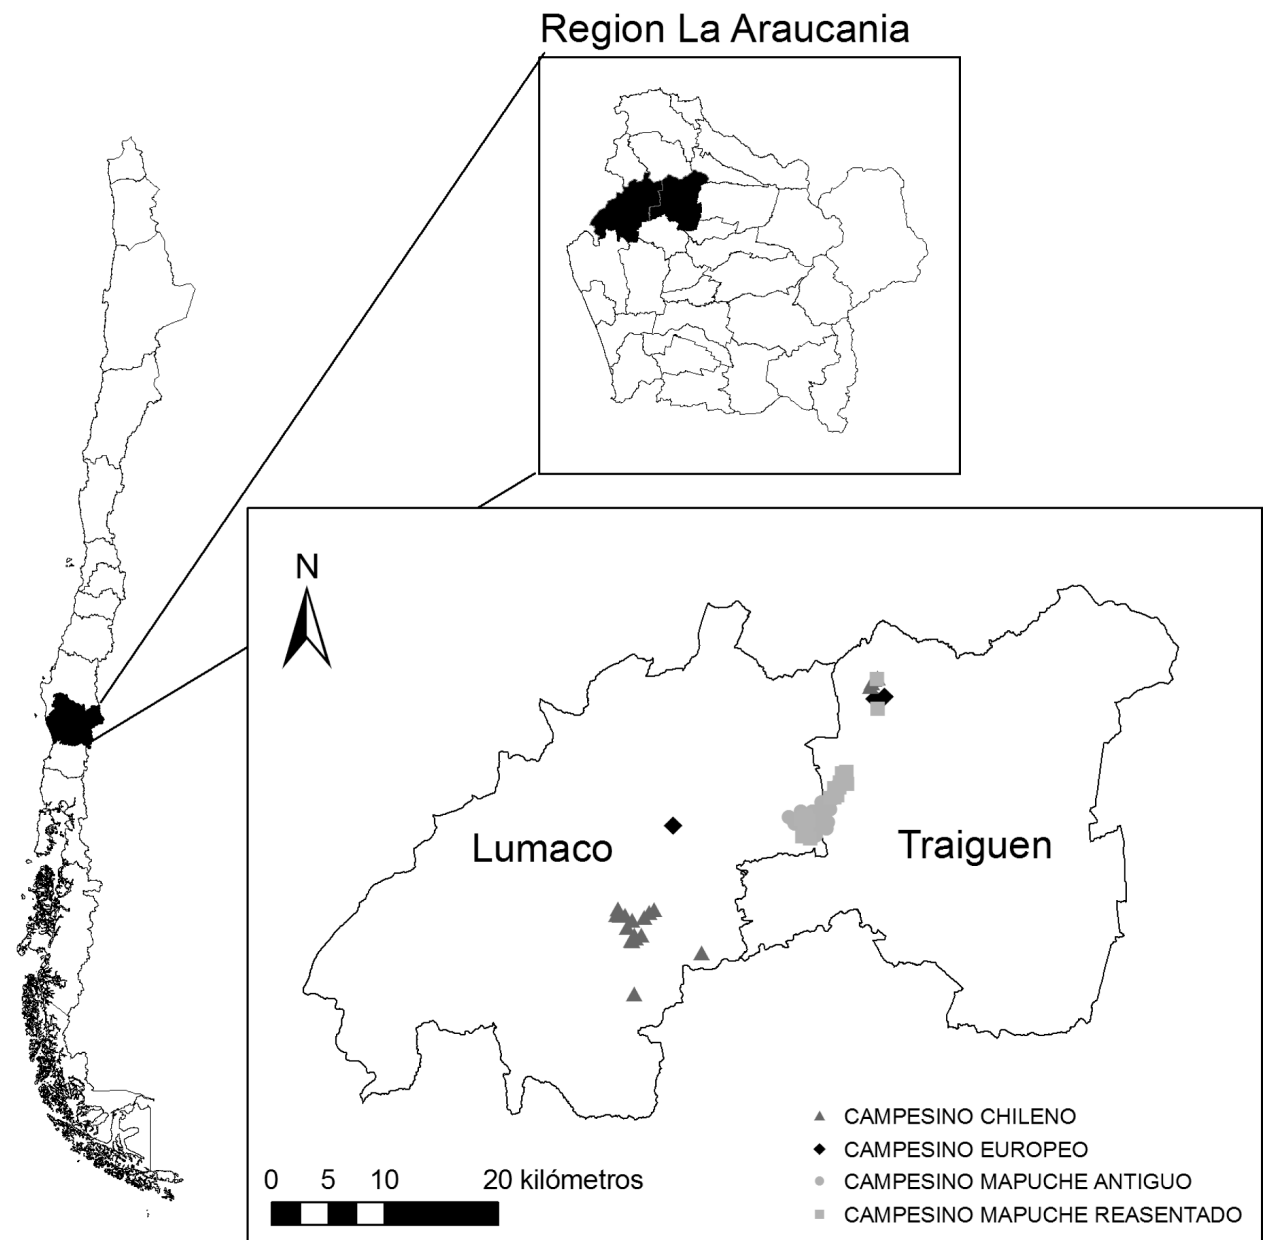 Region La Araucania
N
Lumaco
Traiguen
CAMPESINO CHILENO
CAMPESINO EUROPEO
CAMPESINO MAPUCHE ANTIGUO
CAMPESINO MAPUCHE REASENTADO
0 5 10 20 kilómetros